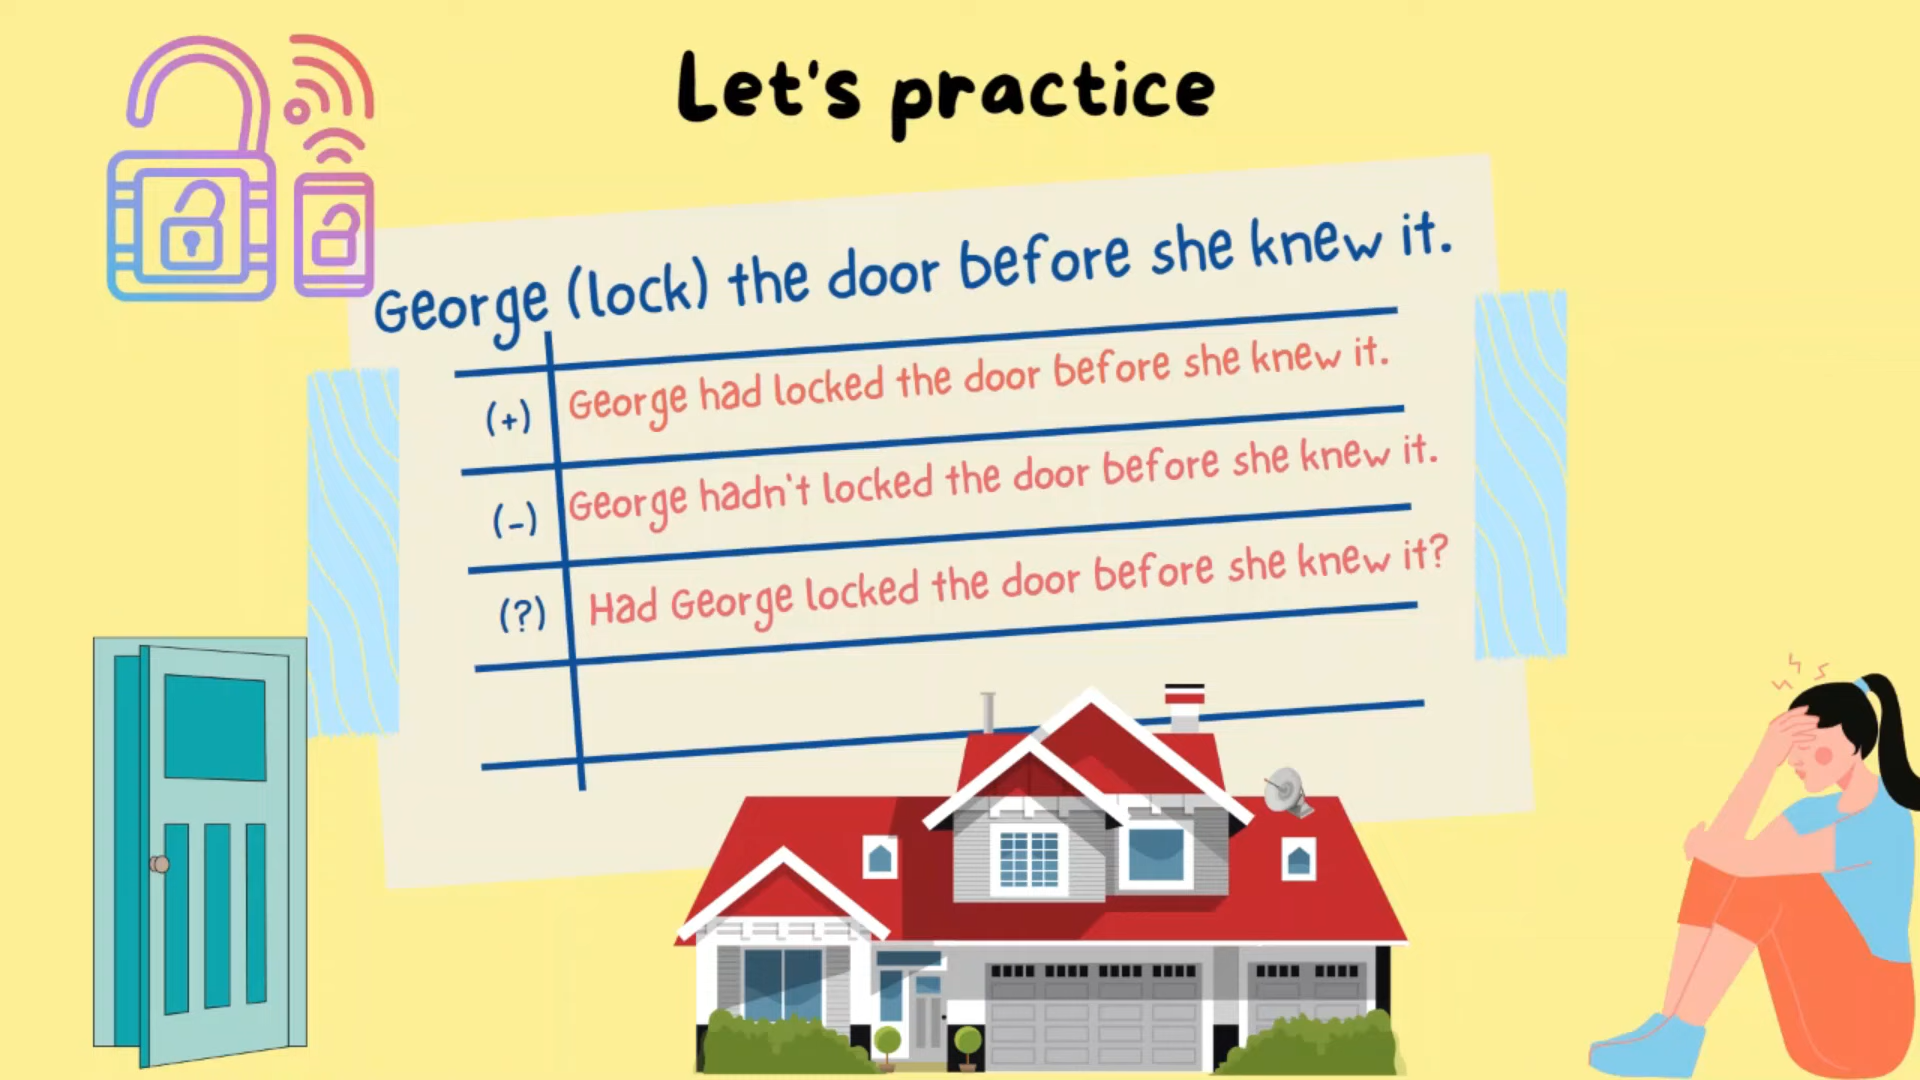 Let's practice
George (lock) the door before she knew it.
(+) George had locked the door before she knew it.
(-) George hadn't locked the door before she knew it.
(?) Had George locked the door before she knew it?